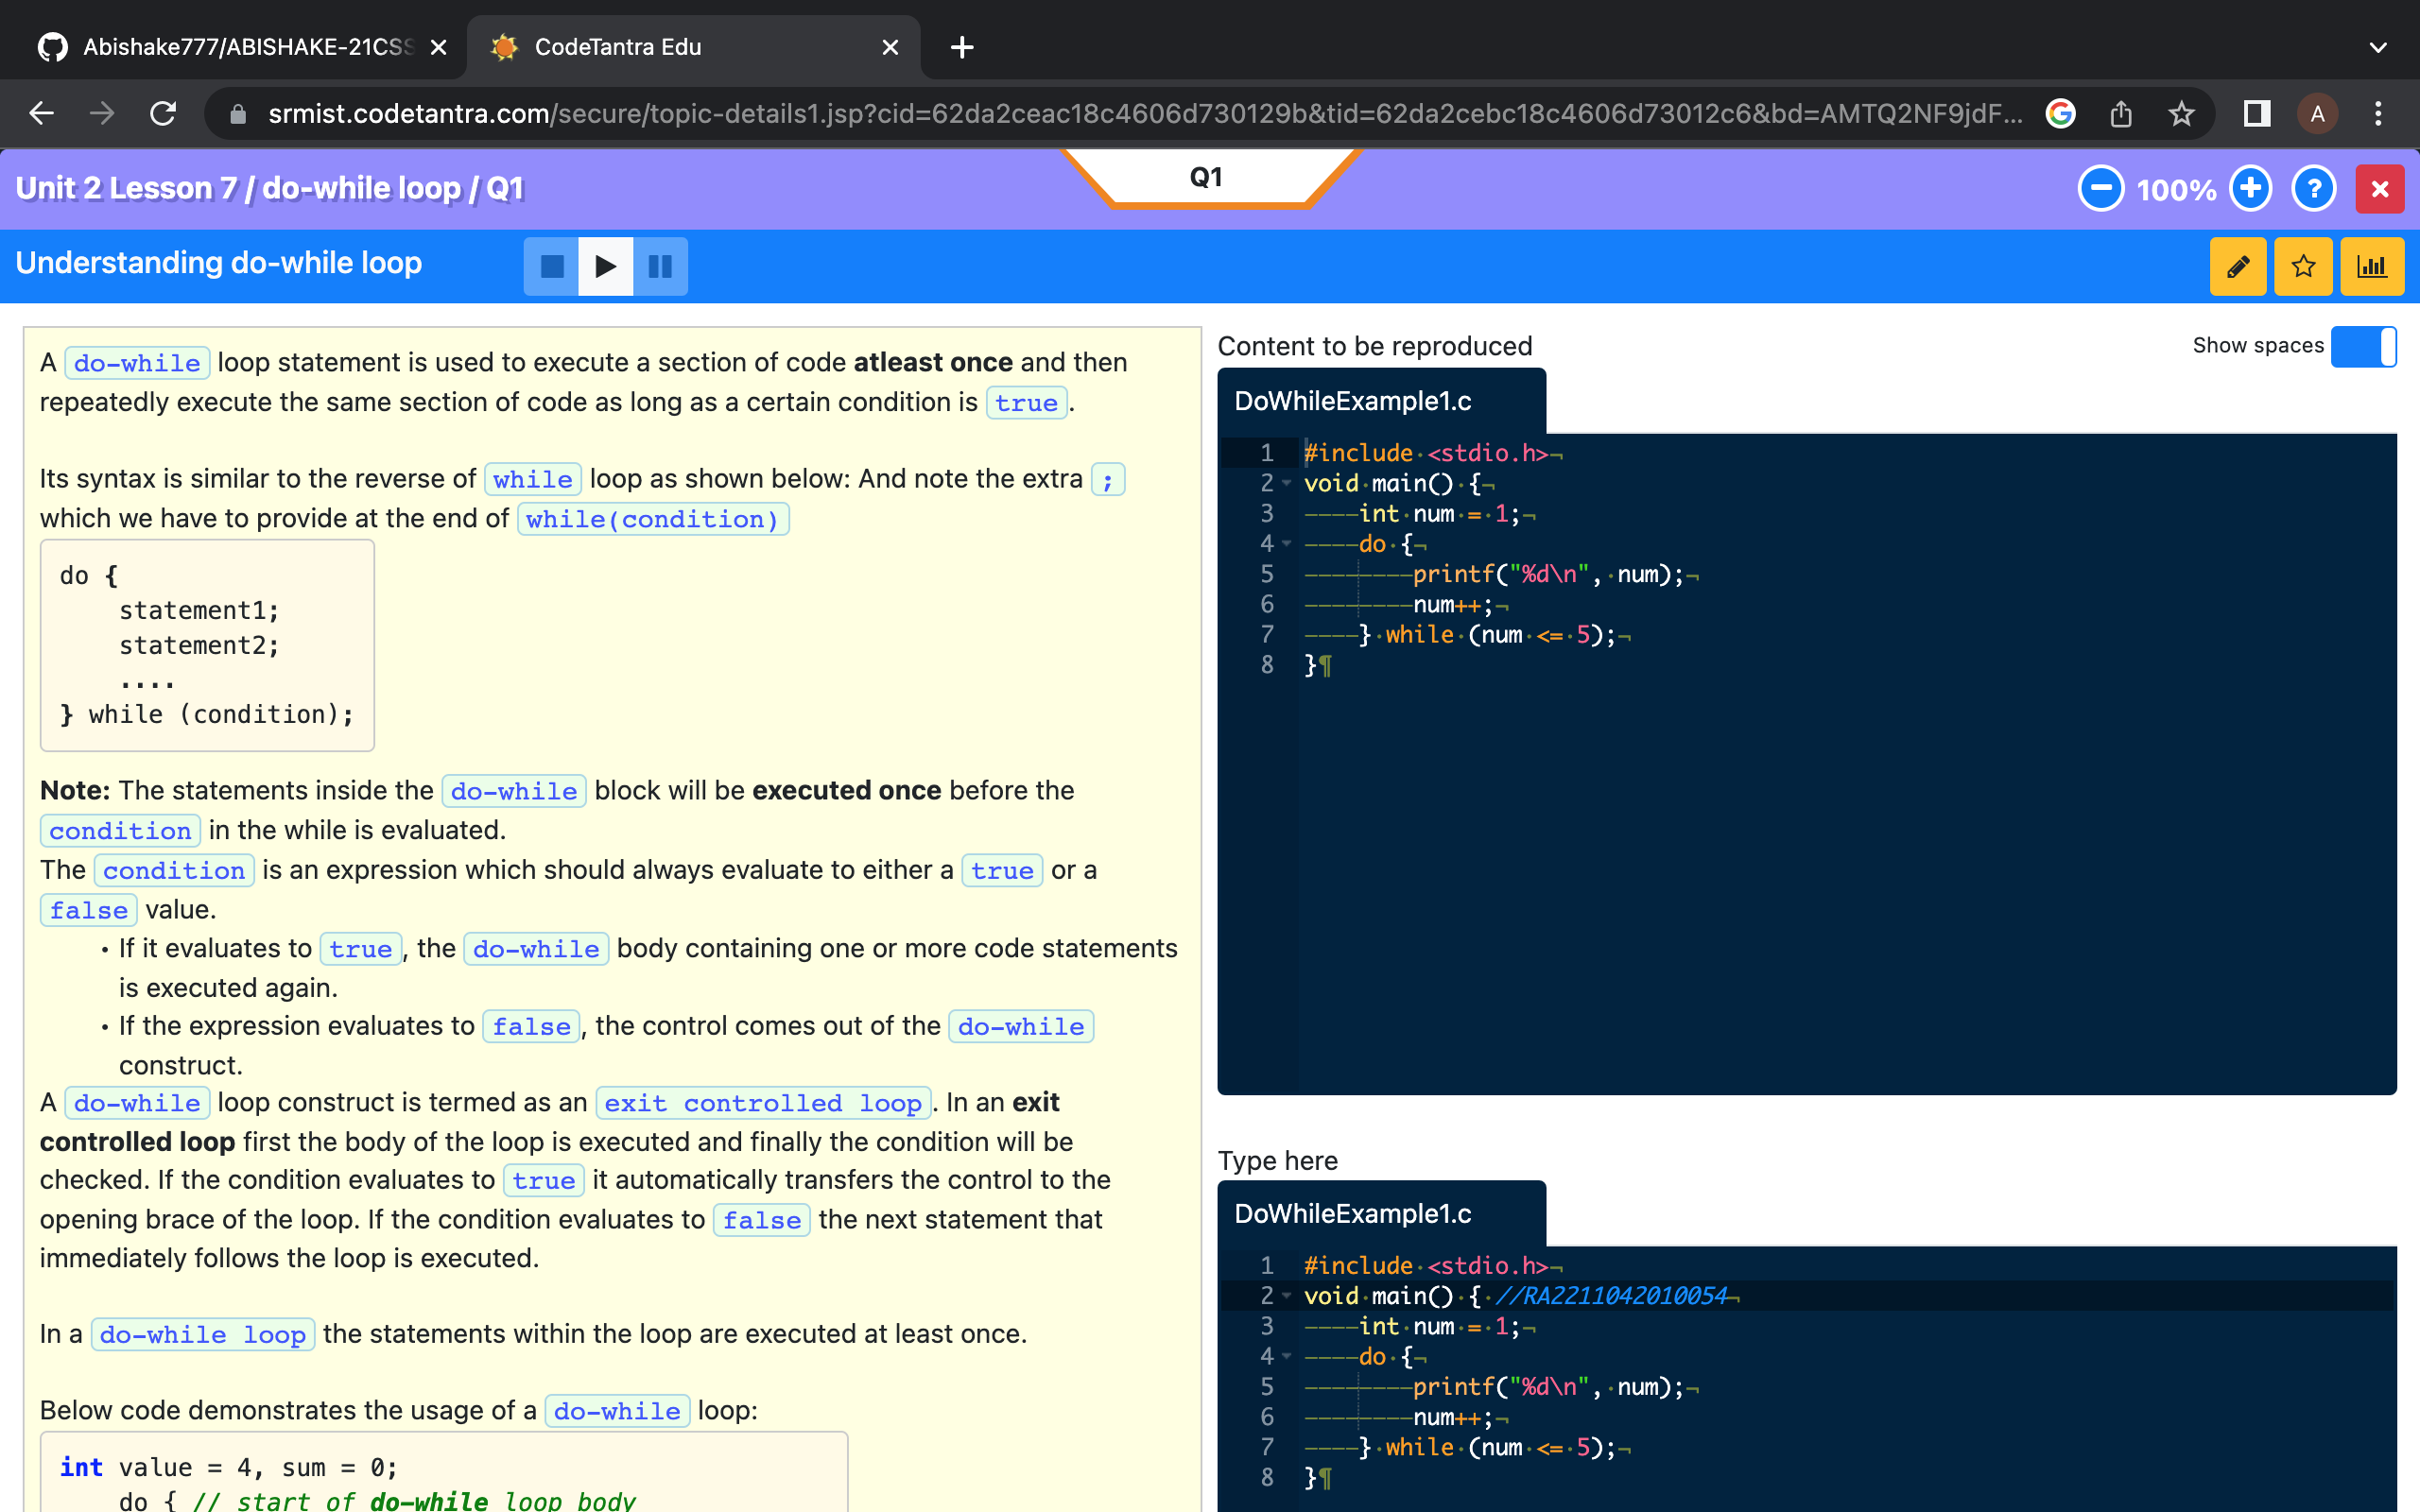 Abishake777/ABISHAKE-21CSS
CodeTantra Edu
srmist.codetantra.com/secure/topic-details1.jsp?cid=62da2ceac18c4606d730129b&tid=62da2cebc18c4606d73012c6&bd=AMTQ2NF9jdF...
A
Unit 2 Lesson 7 / do-while loop / Q1
Q1
100%
?
Understanding do-while loop
A do-while loop statement is used to execute a section of code atleast once and then
repeatedly execute the same section of code as long as a certain condition is true.
Its syntax is similar to the reverse of while loop as shown below: And note the extra ;
which we have to provide at the end of while(condition)
do {
    statement1;
    statement2;
    ....
} while (condition);
Note: The statements inside the do-while block will be executed once before the
condition in the while is evaluated.
The condition is an expression which should always evaluate to either a true or a
false value.
• If it evaluates to true, the do-while body containing one or more code statements
is executed again.
• If the expression evaluates to false, the control comes out of the do-while
construct.
A do-while loop construct is termed as an exit controlled loop. In an exit
controlled loop first the body of the loop is executed and finally the condition will be
checked. If the condition evaluates to true it automatically transfers the control to the
opening brace of the loop. If the condition evaluates to false the next statement that
immediately follows the loop is executed.
In a do-while loop the statements within the loop are executed at least once.
Below code demonstrates the usage of a do-while loop:
int value = 4, sum = 0;
    do { // start of do-while loop body
Content to be reproduced
Show spaces
DoWhileExample1.c
1 #include <stdio.h>
2 void main() {
3     int num = 1;
4     do {
5         printf("%d\n", num);
6         num++;
7     } while (num <= 5);
8 }
Type here
DoWhileExample1.c
1 #include <stdio.h>
2 void main() { //RA2211042010054
3     int num = 1;
4     do {
5         printf("%d\n", num);
6         num++;
7     } while (num <= 5);
8 }